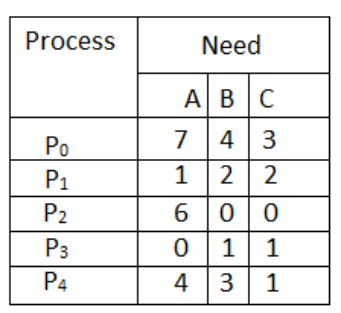 Process Need
A B C
P₀ 7 4 3
P₁ 1 2 2
P₂ 6 0 0
P₃ 0 1 1
P₄ 4 3 1